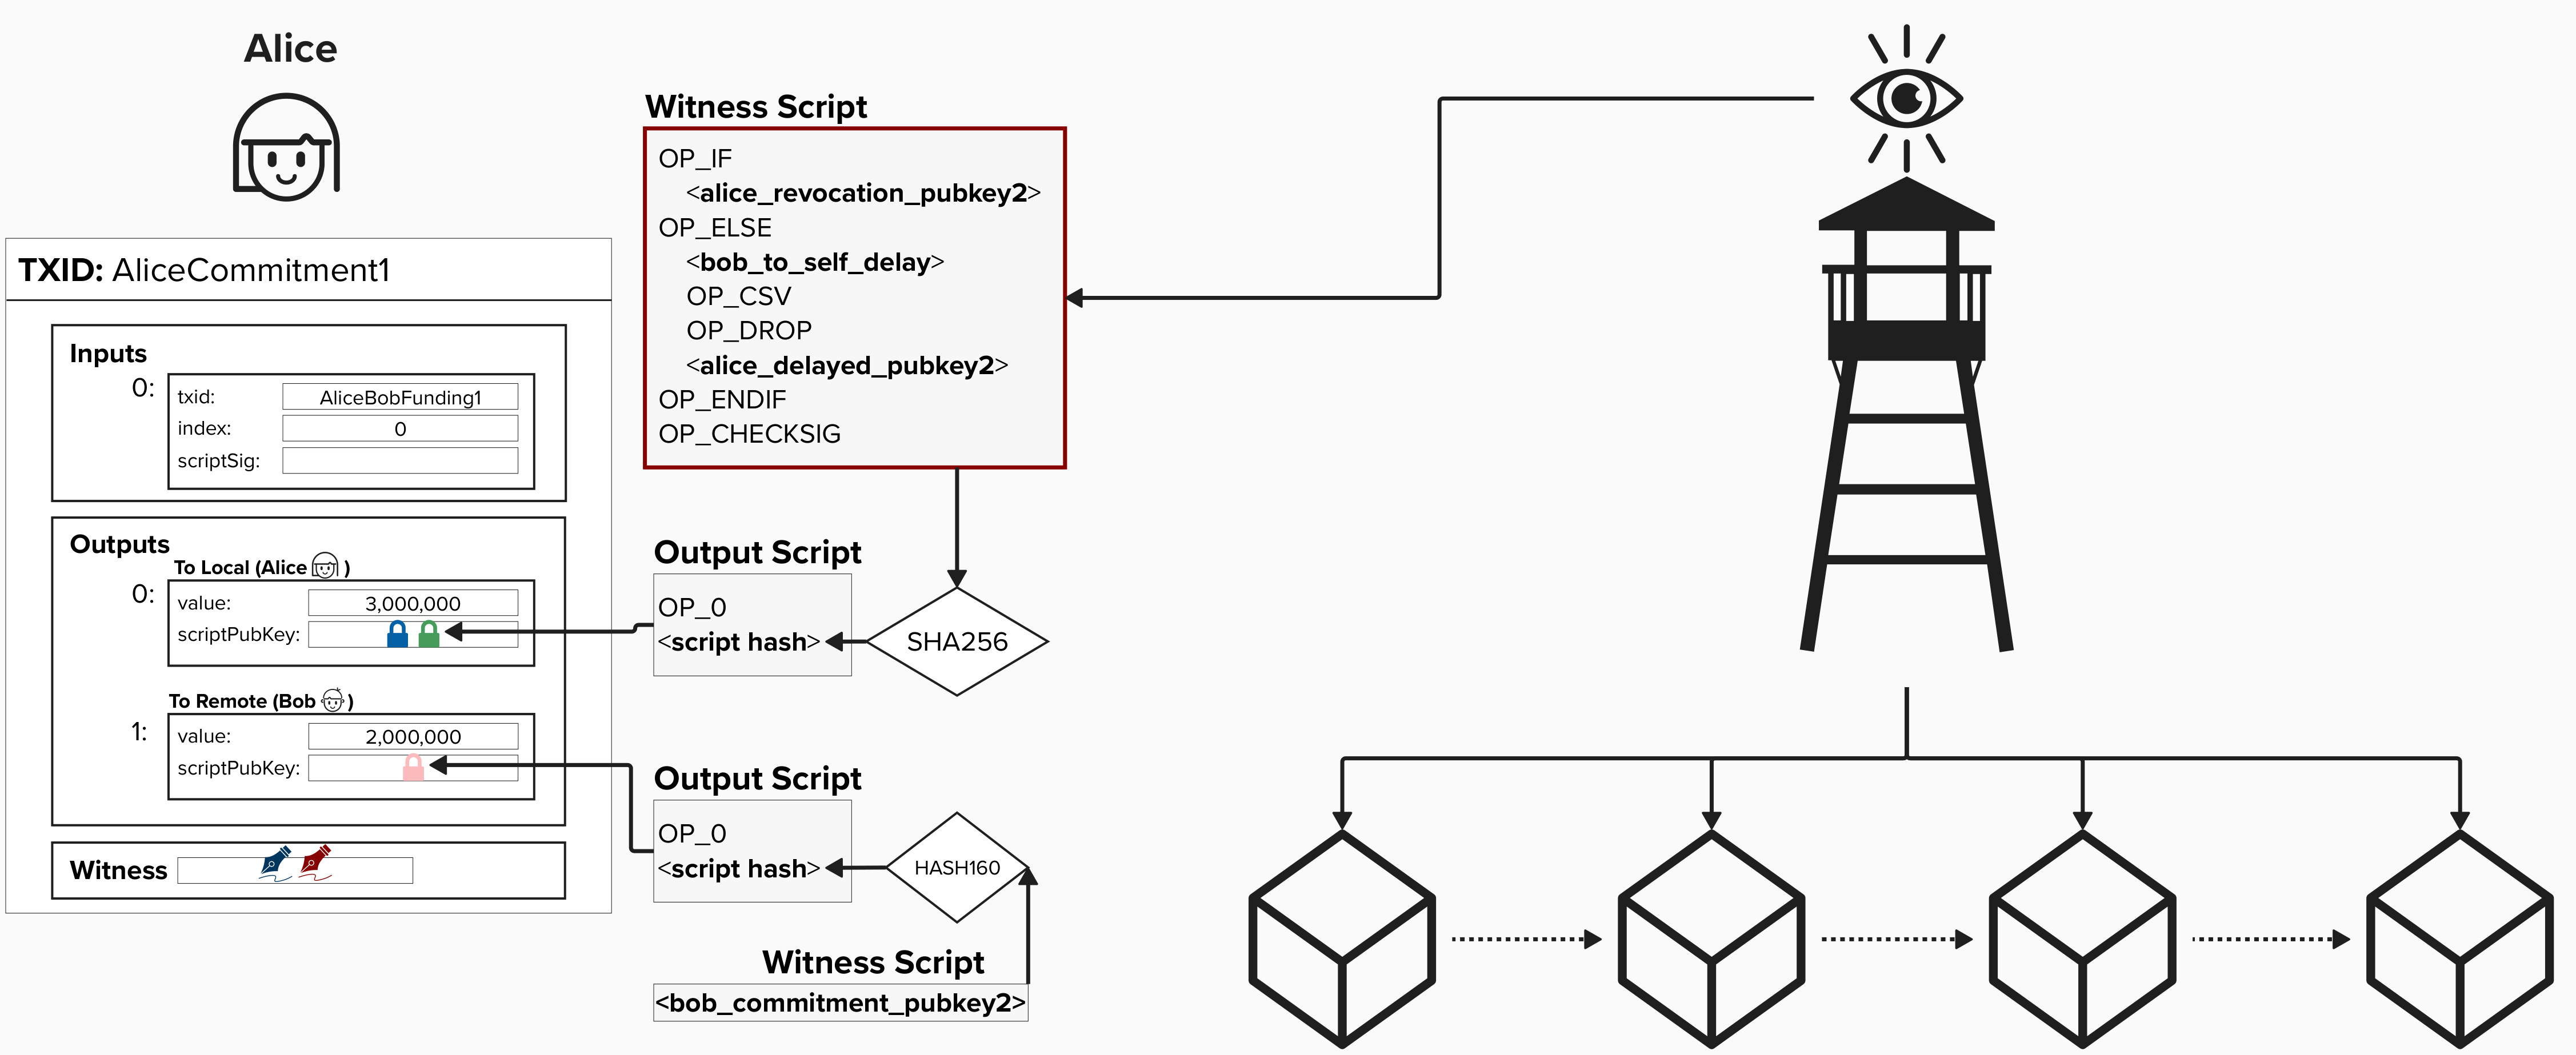 Alice
TXID: AliceCommitment1
Inputs
0:
txid: AliceBobFunding1
index: 0
scriptSig:
Outputs
To Local (Alice )
0:
value: 3,000,000
scriptPubKey:
To Remote (Bob )
1:
value: 2,000,000
scriptPubKey:
Witness
Witness Script
OP_IF
<alice_revocation_pubkey2>
OP_ELSE
<bob_to_self_delay>
OP_CSV
OP_DROP
<alice_delayed_pubkey2>
OP_ENDIF
OP_CHECKSIG
Output Script
OP_0
<script hash>
SHA256
Output Script
OP_0
<script hash>
HASH160
Witness Script
<bob_commitment_pubkey2>